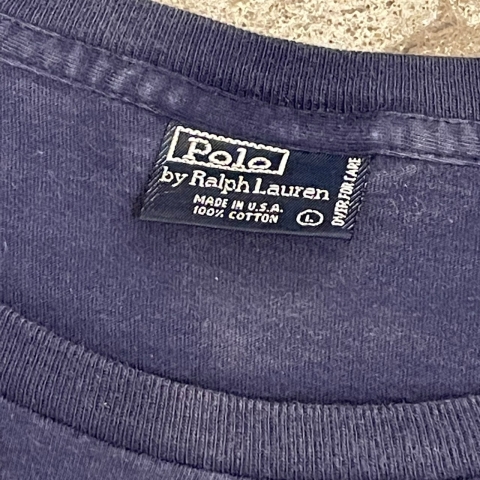 Polo
by Ralph Lauren
MADE IN U.S.A.
100% COTTON
L
OVER FOR CARE